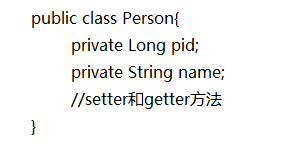 public class Person{
private Long pid;
private String name;
//setter和getter方法
}